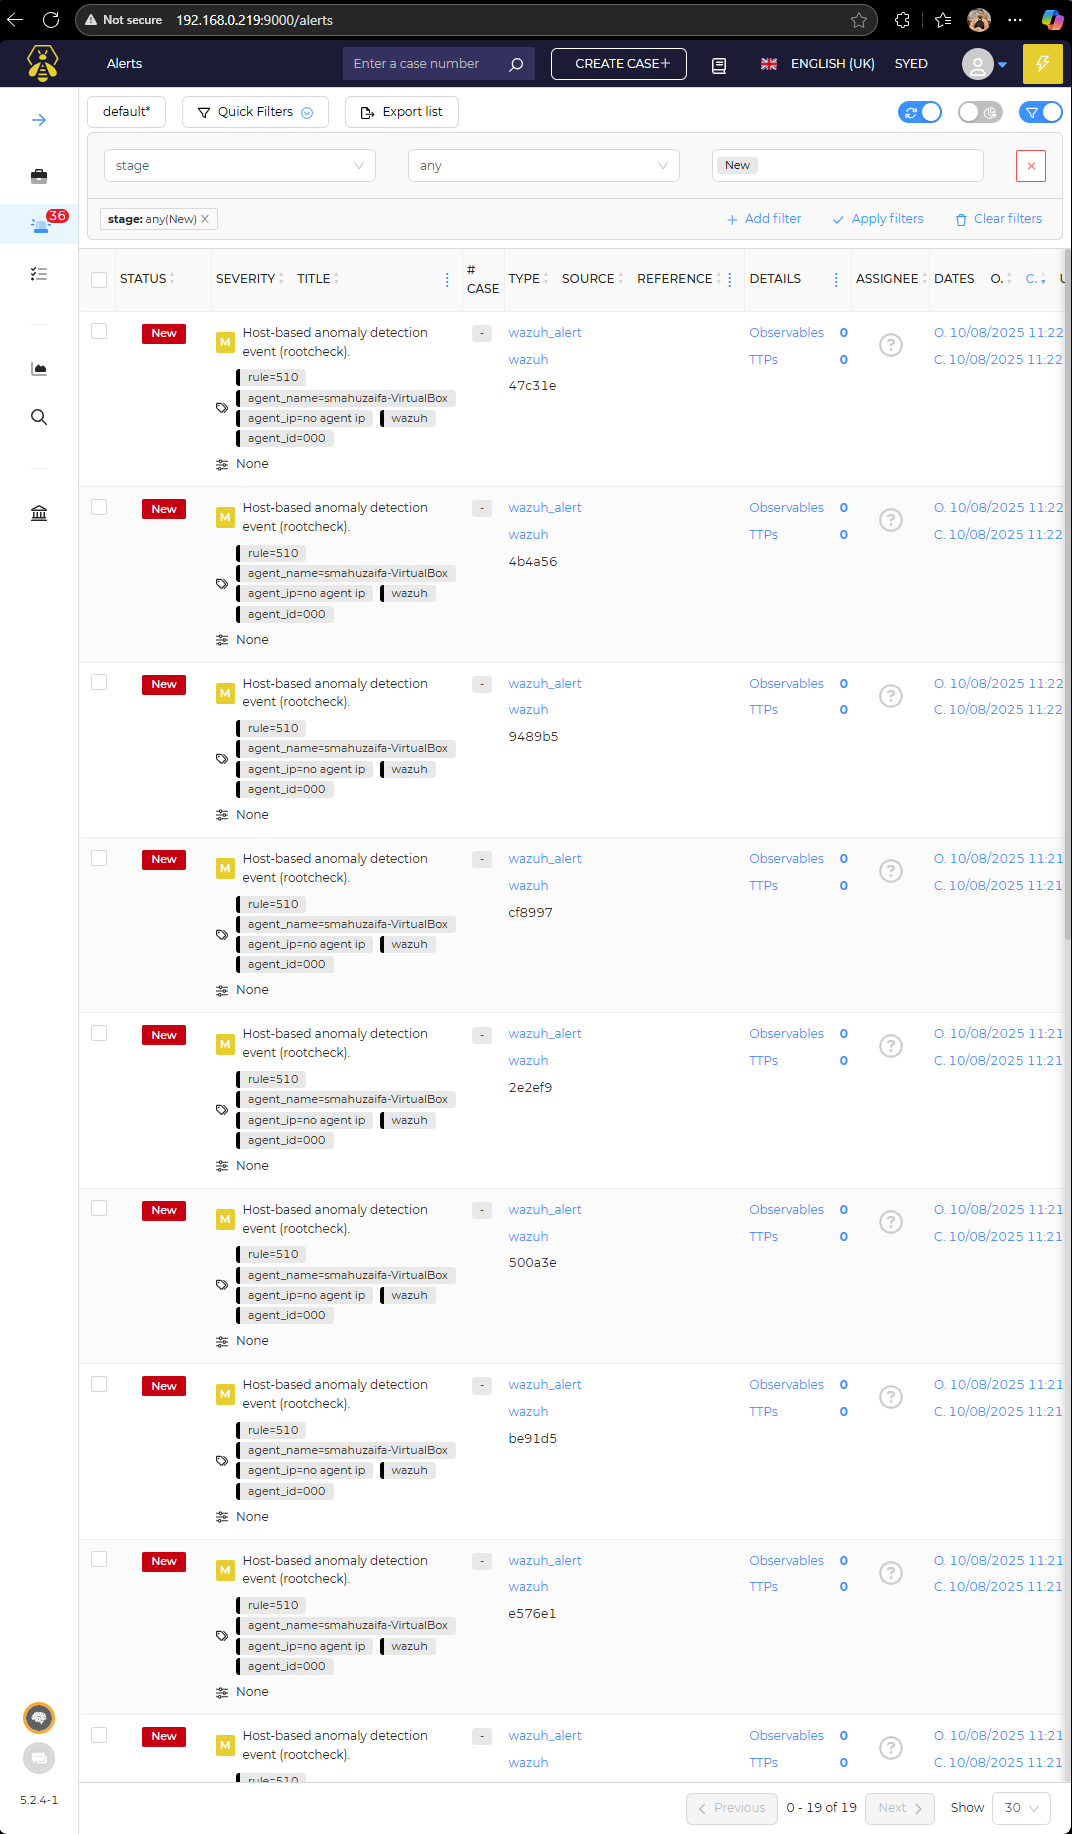 Not secure 192.168.0.219:9000/alerts
Alerts
Enter a case number
CREATE CASE+
ENGLISH (UK)
SYED
default*
Quick Filters
Export list
stage
any
New
36
stage: any(New)
+ Add filter
Apply filters
Clear filters
STATUS SEVERITY TITLE # CASE TYPE SOURCE REFERENCE DETAILS ASSIGNEE DATES O. C. U
New
M
Host-based anomaly detection
event (rootcheck).
rule=510
agent_name=smahuzaifa-VirtualBox
agent_ip=no agent ip wazuh
agent_id=000
None
-
wazuh_alert
wazuh
47c31e
Observables 0
TTPs 0
?
O. 10/08/2025 11:22
C. 10/08/2025 11:22
New
M
Host-based anomaly detection
event (rootcheck).
rule=510
agent_name=smahuzaifa-VirtualBox
agent_ip=no agent ip wazuh
agent_id=000
None
-
wazuh_alert
wazuh
4b4a56
Observables 0
TTPs 0
?
O. 10/08/2025 11:22
C. 10/08/2025 11:22
New
M
Host-based anomaly detection
event (rootcheck).
rule=510
agent_name=smahuzaifa-VirtualBox
agent_ip=no agent ip wazuh
agent_id=000
None
-
wazuh_alert
wazuh
9489b5
Observables 0
TTPs 0
?
O. 10/08/2025 11:22
C. 10/08/2025 11:22
New
M
Host-based anomaly detection
event (rootcheck).
rule=510
agent_name=smahuzaifa-VirtualBox
agent_ip=no agent ip wazuh
agent_id=000
None
-
wazuh_alert
wazuh
cf8997
Observables 0
TTPs 0
?
O. 10/08/2025 11:21
C. 10/08/2025 11:21
New
M
Host-based anomaly detection
event (rootcheck).
rule=510
agent_name=smahuzaifa-VirtualBox
agent_ip=no agent ip wazuh
agent_id=000
None
-
wazuh_alert
wazuh
2e2ef9
Observables 0
TTPs 0
?
O. 10/08/2025 11:21
C. 10/08/2025 11:21
New
M
Host-based anomaly detection
event (rootcheck).
rule=510
agent_name=smahuzaifa-VirtualBox
agent_ip=no agent ip wazuh
agent_id=000
None
-
wazuh_alert
wazuh
500a3e
Observables 0
TTPs 0
?
O. 10/08/2025 11:21
C. 10/08/2025 11:21
New
M
Host-based anomaly detection
event (rootcheck).
rule=510
agent_name=smahuzaifa-VirtualBox
agent_ip=no agent ip wazuh
agent_id=000
None
-
wazuh_alert
wazuh
be91d5
Observables 0
TTPs 0
?
O. 10/08/2025 11:21
C. 10/08/2025 11:21
New
M
Host-based anomaly detection
event (rootcheck).
rule=510
agent_name=smahuzaifa-VirtualBox
agent_ip=no agent ip wazuh
agent_id=000
None
-
wazuh_alert
wazuh
e576e1
Observables 0
TTPs 0
?
O. 10/08/2025 11:21
C. 10/08/2025 11:21
New
M
Host-based anomaly detection
event (rootcheck).
rule=510
-
wazuh_alert
wazuh
Observables 0
TTPs 0
?
O. 10/08/2025 11:21
C. 10/08/2025 11:21
5.2.4-1
Previous 0 - 19 of 19 Next Show 30